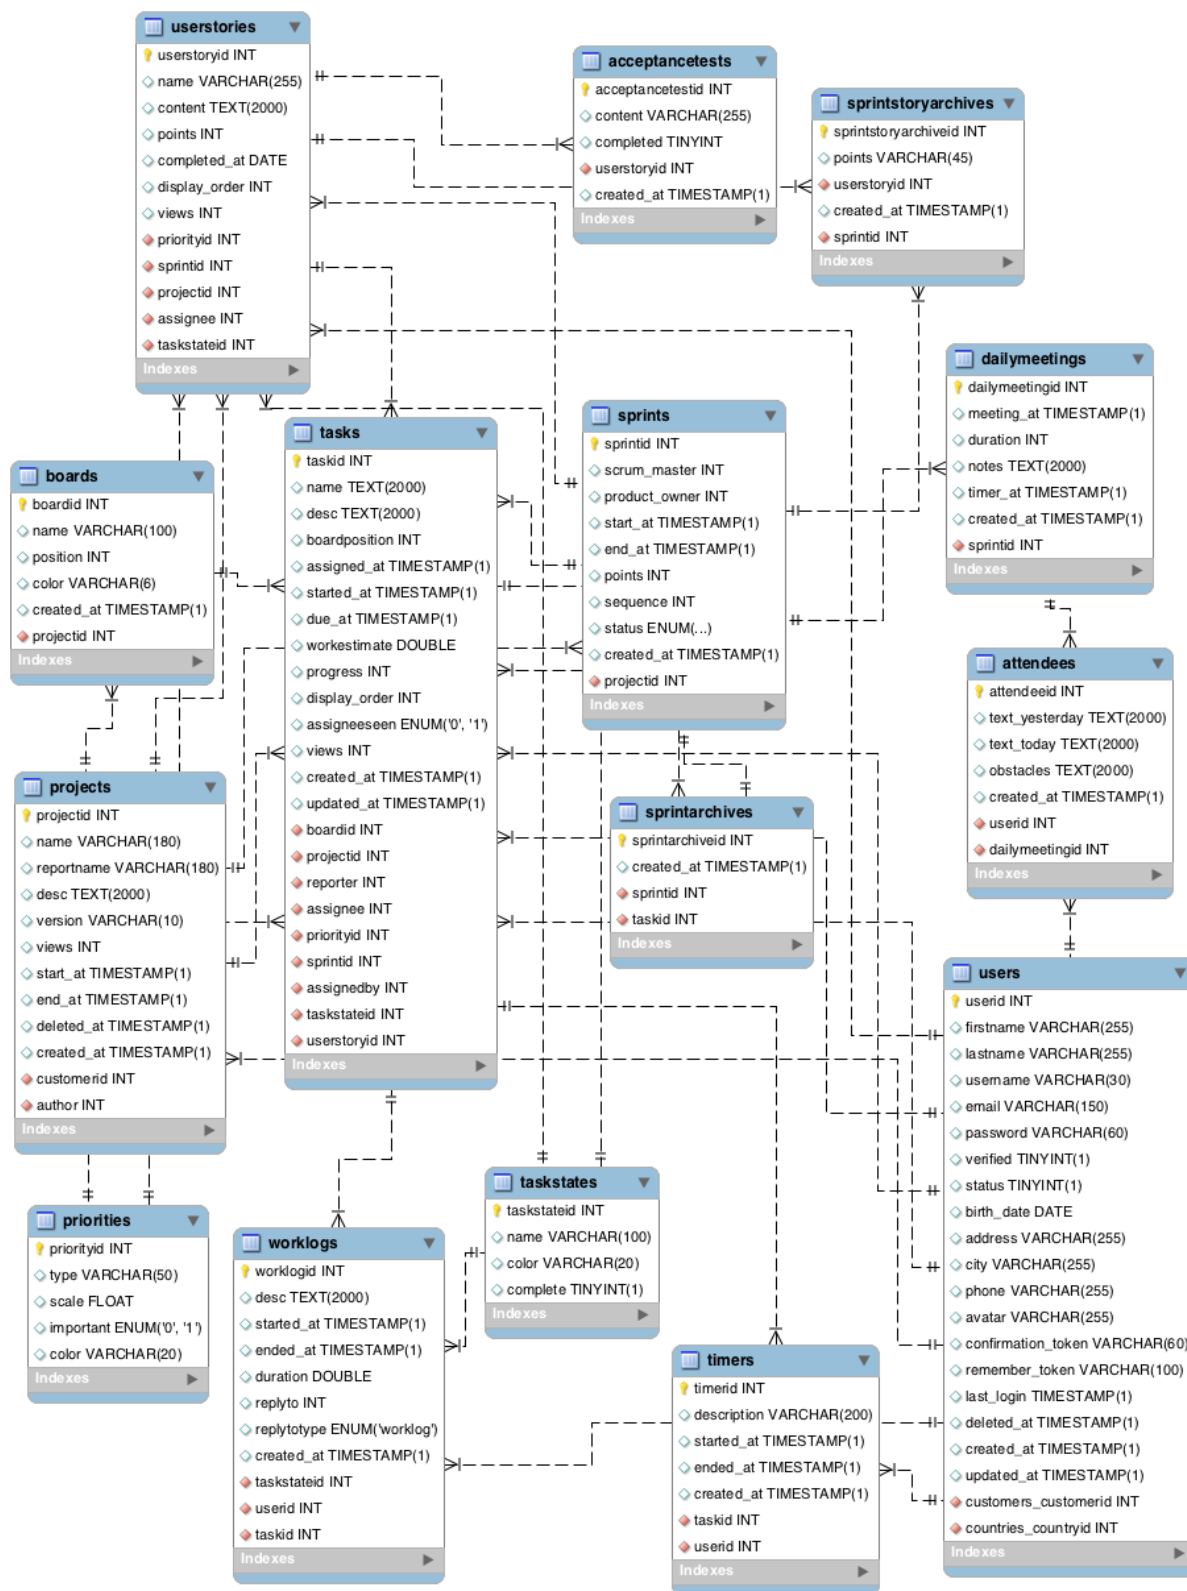 userstories
userstoryid INT
name VARCHAR(255)
content TEXT(2000)
points INT
completed_at DATE
display_order INT
views INT
priorityid INT
sprintid INT
projectid INT
assignee INT
taskstateid INT
Indexes
acceptancetests
acceptancetestid INT
content VARCHAR(255)
completed TINYINT
userstoryid INT
created_at TIMESTAMP(1)
Indexes
sprintstoryarchives
sprintstoryarchiveid INT
points VARCHAR(45)
userstoryid INT
created_at TIMESTAMP(1)
sprintid INT
Indexes
dailymeetings
dailymeetingid INT
meeting_at TIMESTAMP(1)
duration INT
notes TEXT(2000)
timer_at TIMESTAMP(1)
created_at TIMESTAMP(1)
sprintid INT
Indexes
boards
boardid INT
name VARCHAR(100)
position INT
color VARCHAR(6)
created_at TIMESTAMP(1)
projectid INT
Indexes
tasks
taskid INT
name TEXT(2000)
desc TEXT(2000)
boardposition INT
assigned_at TIMESTAMP(1)
started_at TIMESTAMP(1)
due_at TIMESTAMP(1)
workestimate DOUBLE
progress INT
display_order INT
assigneeseen ENUM('0', '1')
views INT
created_at TIMESTAMP(1)
updated_at TIMESTAMP(1)
boardid INT
projectid INT
reporter INT
assignee INT
priorityid INT
sprintid INT
assignedby INT
taskstateid INT
userstoryid INT
Indexes
sprints
sprintid INT
scrum_master INT
product_owner INT
start_at TIMESTAMP(1)
end_at TIMESTAMP(1)
points INT
sequence INT
status ENUM(...)
created_at TIMESTAMP(1)
projectid INT
attendees
attendeeid INT
text_yesterday TEXT(2000)
text_today TEXT(2000)
obstacles TEXT(2000)
created_at TIMESTAMP(1)
userid INT
dailymeetingid INT
Indexes
Indexes
projects
projectid INT
name VARCHAR(180)
reportname VARCHAR(180)
desc TEXT(2000)
version VARCHAR(10)
views INT
start_at TIMESTAMP(1)
end_at TIMESTAMP(1)
deleted_at TIMESTAMP(1)
created_at TIMESTAMP(1)
customerid INT
author INT
Indexes
sprintarchives
sprintarchiveid INT
created_at TIMESTAMP(1)
sprintid INT
taskid INT
Indexes
users
userid INT
firstname VARCHAR(255)
lastname VARCHAR(255)
username VARCHAR(30)
email VARCHAR(150)
password VARCHAR(60)
verified TINYINT(1)
status TINYINT(1)
birth_date DATE
address VARCHAR(255)
city VARCHAR(255)
phone VARCHAR(255)
avatar VARCHAR(255)
confirmation_token VARCHAR(60)
remember_token VARCHAR(100)
last_login TIMESTAMP(1)
deleted_at TIMESTAMP(1)
created_at TIMESTAMP(1)
updated_at TIMESTAMP(1)
customers_customerid INT
countries_countryid INT
Indexes
priorities
priorityid INT
type VARCHAR(50)
scale FLOAT
important ENUM('0', '1')
color VARCHAR(20)
Indexes
worklogs
worklogid INT
desc TEXT(2000)
started_at TIMESTAMP(1)
ended_at TIMESTAMP(1)
duration DOUBLE
replyto INT
replytotype ENUM('worklog')
created_at TIMESTAMP(1)
taskstateid INT
userid INT
taskid INT
Indexes
taskstates
taskstateid INT
name VARCHAR(100)
color VARCHAR(20)
complete TINYINT(1)
Indexes
timers
timerid INT
description VARCHAR(200)
started_at TIMESTAMP(1)
ended_at TIMESTAMP(1)
created_at TIMESTAMP(1)
taskid INT
userid INT
Indexes